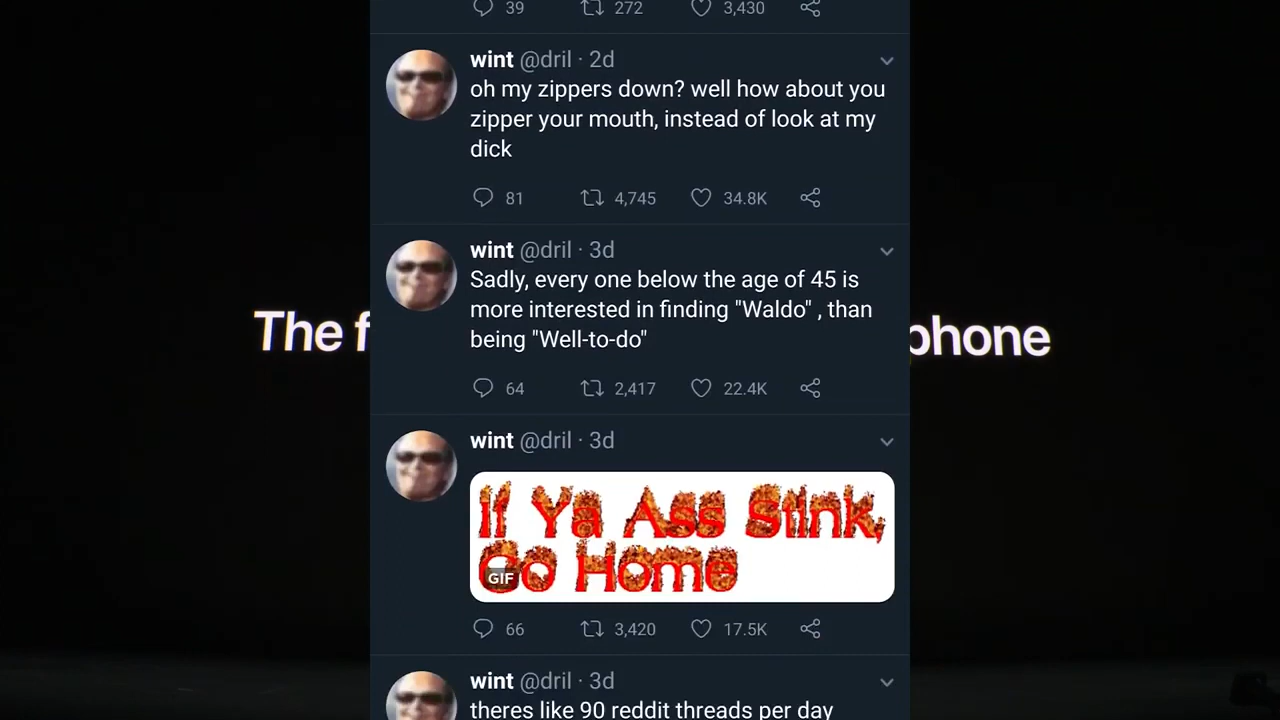 39 272 3,430
wint @dril · 2d
oh my zippers down? well how about you
zipper your mouth, instead of look at my
dick
81 4,745 34.8K
wint @dril · 3d
Sadly, every one below the age of 45 is
more interested in finding "Waldo" , than
being "Well-to-do"
64 2,417 22.4K
The f
phone
wint @dril · 3d
If Ya Ass Stink,
Go Home
GIF
66 3,420 17.5K
wint @dril · 3d
theres like 90 reddit threads per day